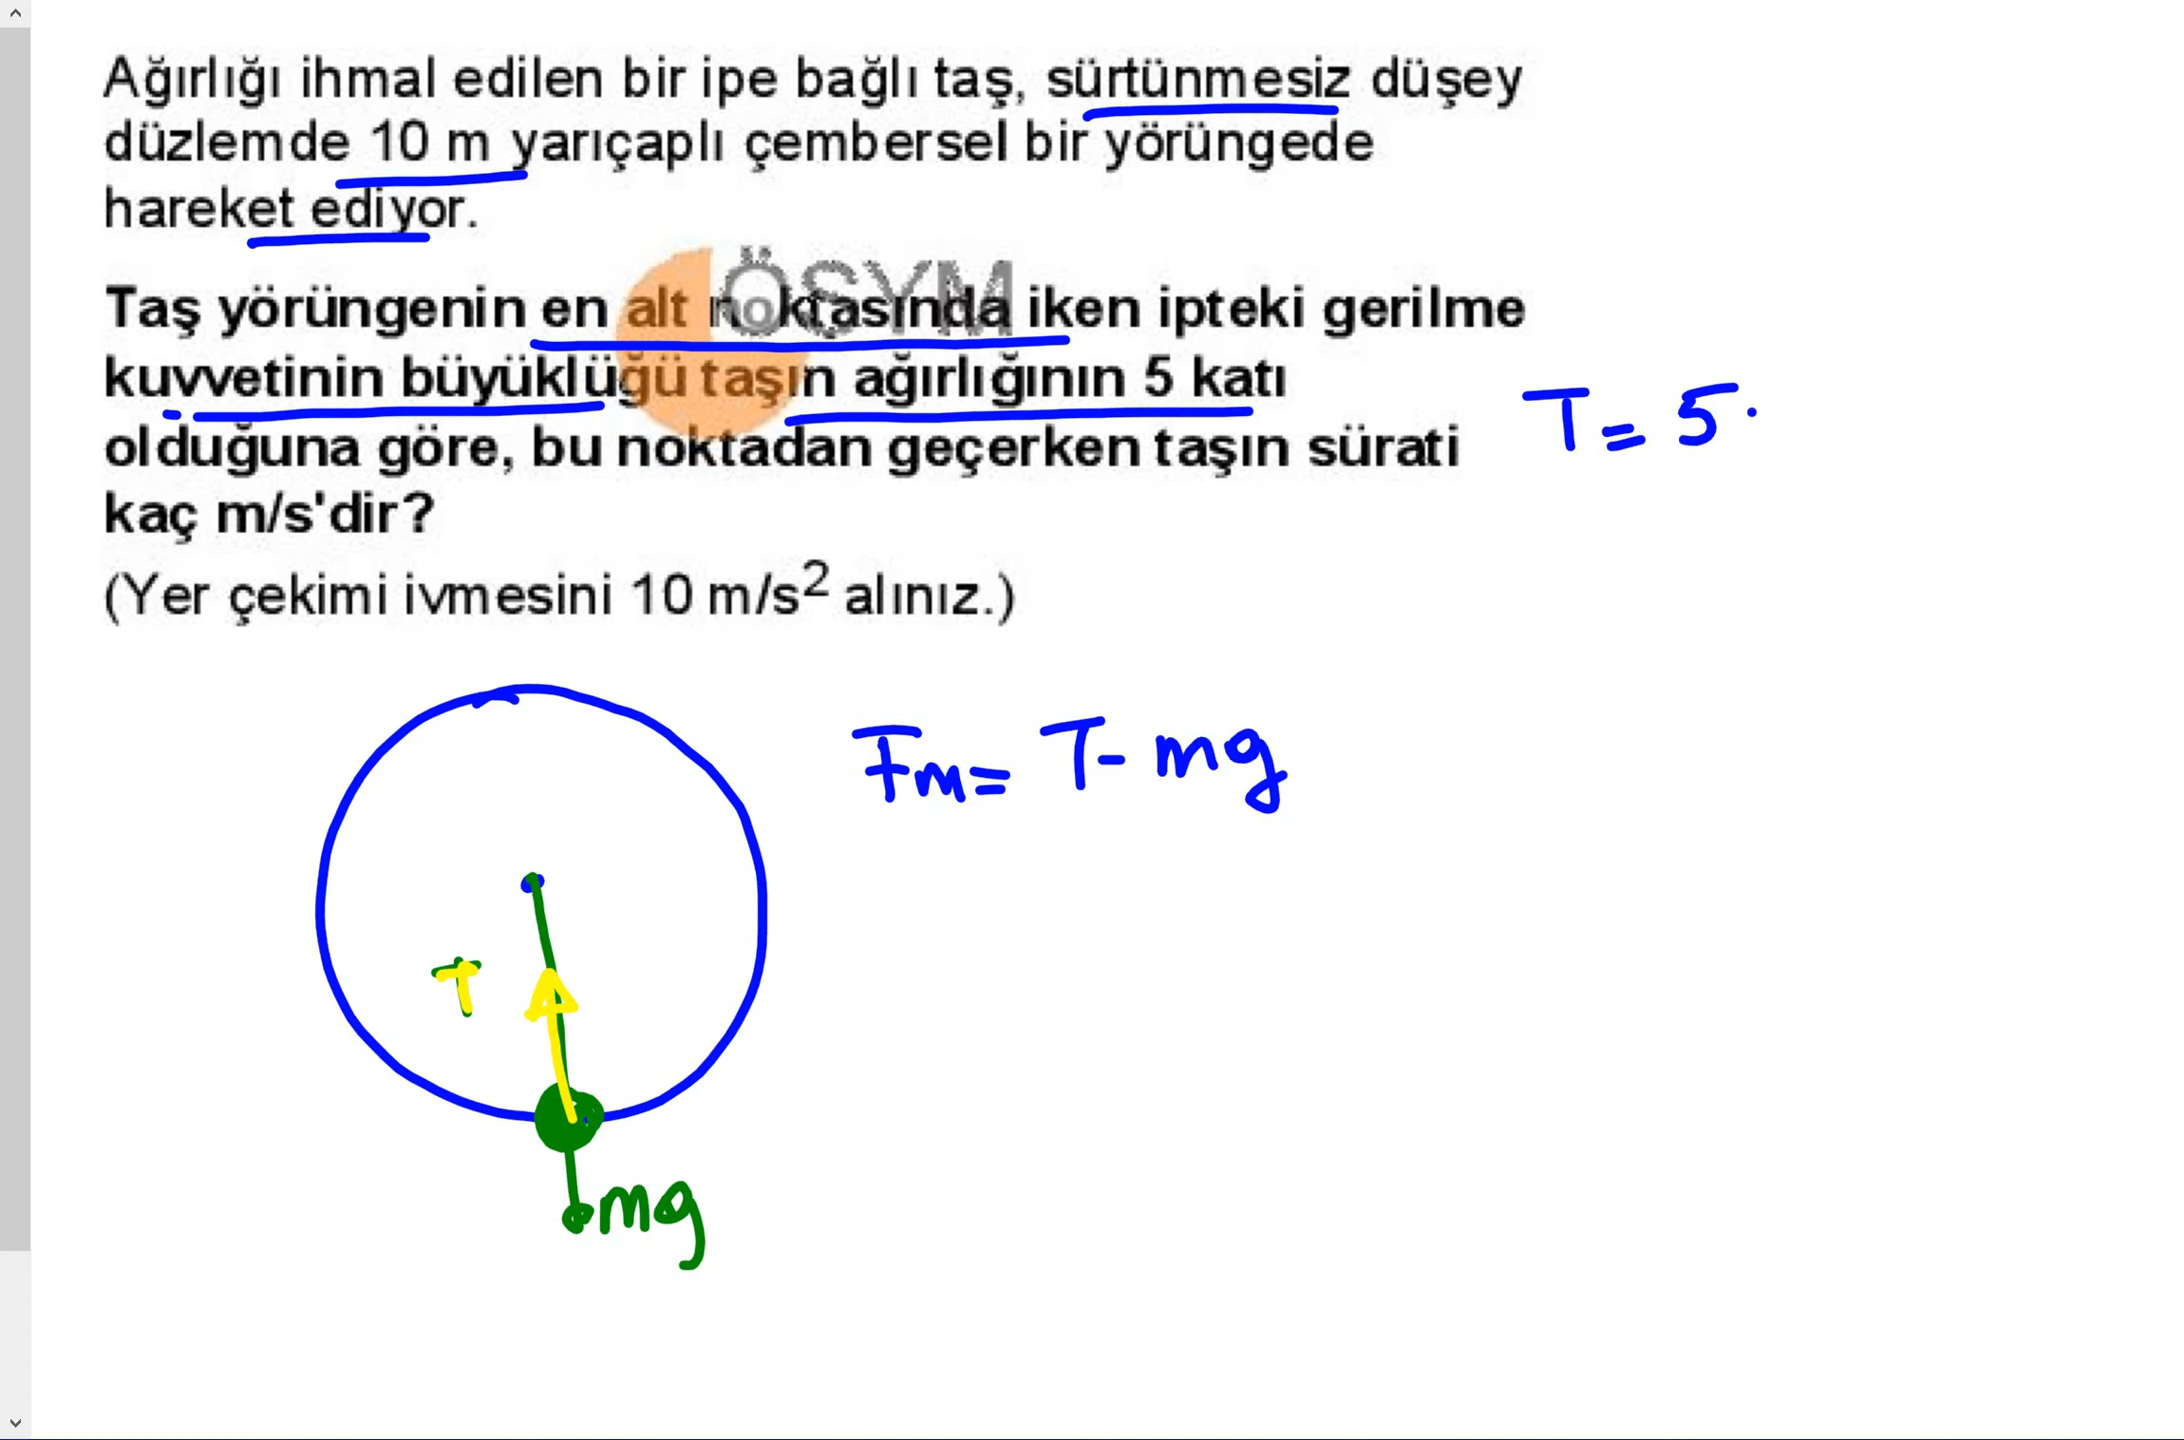 Ağırlığı ihmal edilen bir ipe bağlı taş, sürtünmesiz düşey
düzlemde 10 m yarıçaplı çembersel bir yörüngede
hareket ediyor.
ÖSYM
Taş yörüngenin en alt noktasında iken ipteki gerilme
kuvvetinin büyüklüğü taşın ağırlığının 5 katı
olduğuna göre, bu noktadan geçerken taşın sürati
kaç m/s'dir?
T = 5.
(Yer çekimi ivmesini 10 m/s² alınız.)
Fm = T - mg
T
mg